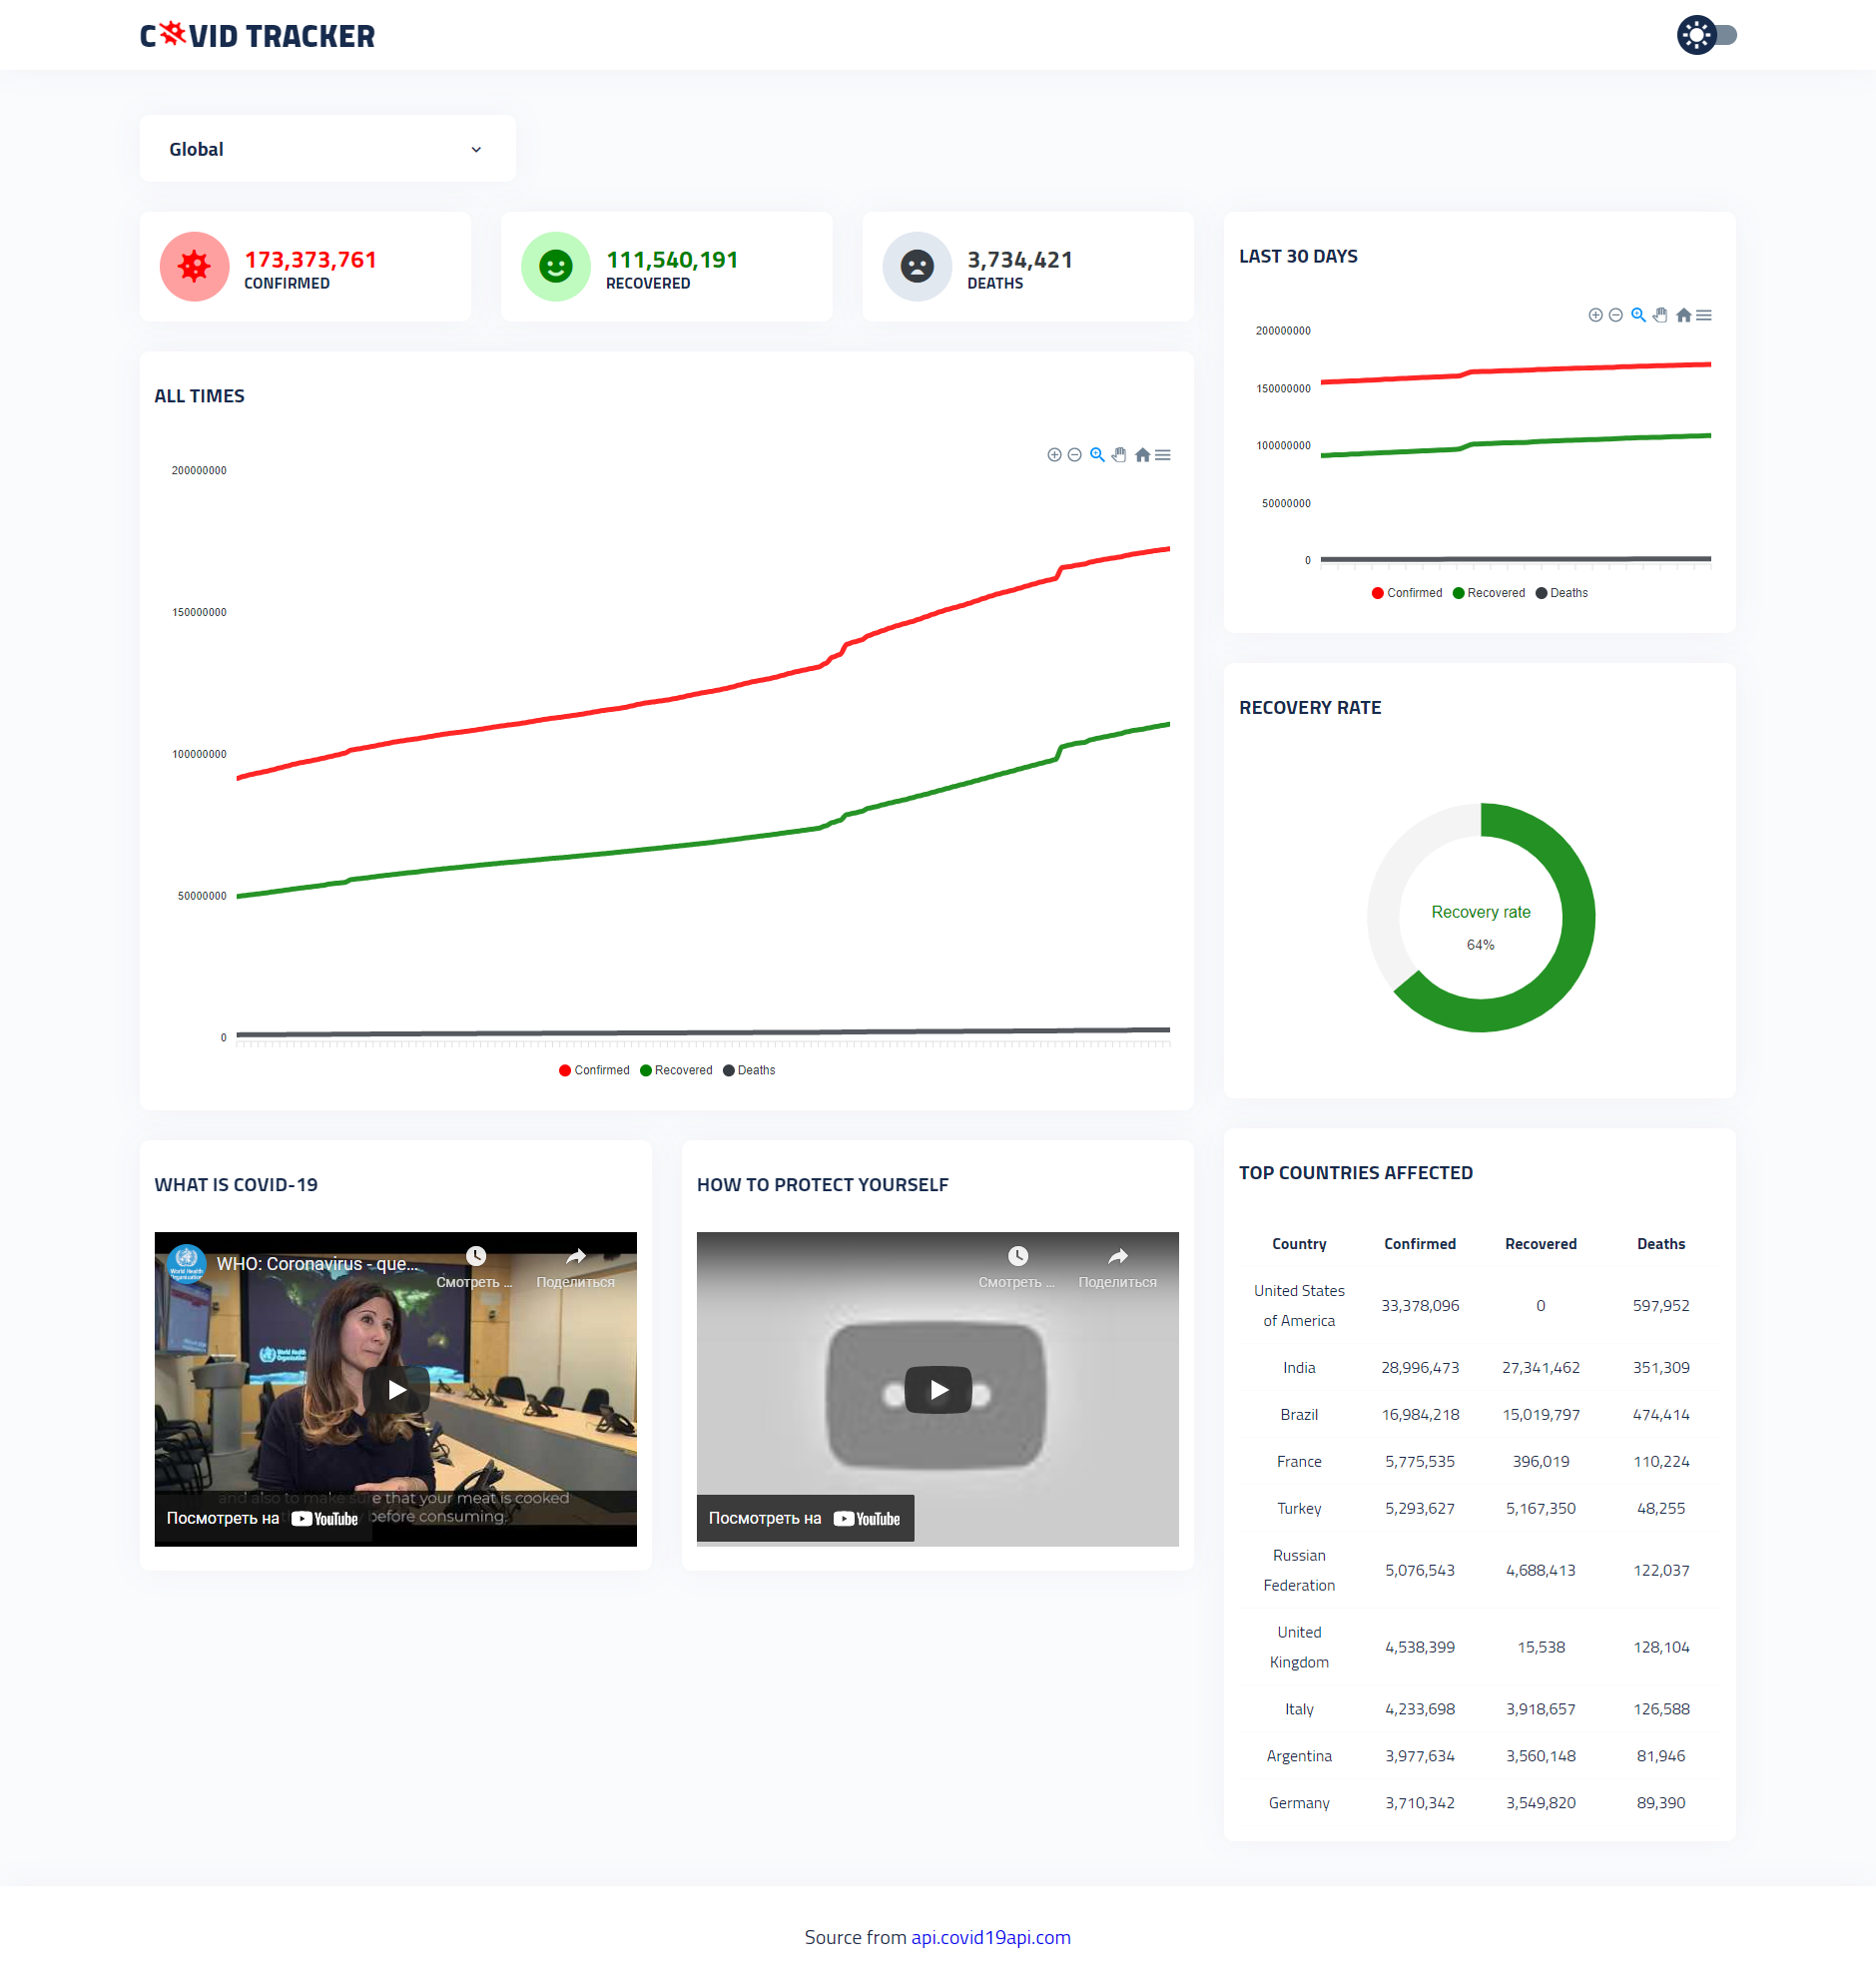 COVID TRACKER
Global
173,373,761
CONFIRMED
111,540,191
RECOVERED
3,734,421
DEATHS
ALL TIMES
200000000
150000000
100000000
50000000
0
Confirmed Recovered Deaths
LAST 30 DAYS
200000000
150000000
100000000
50000000
0
Confirmed Recovered Deaths
RECOVERY RATE
Recovery rate
64%
WHAT IS COVID-19
World Health
Organization
WHO: Coronavirus - que...
Смотреть ...
Поделиться
World Health
Organization
and also to make sure that your meat is cooked
before consuming.
Посмотреть на YouTube
HOW TO PROTECT YOURSELF
Смотреть ...
Поделиться
Посмотреть на YouTube
TOP COUNTRIES AFFECTED
Country Confirmed Recovered Deaths
United States
of America 33,378,096 0 597,952
India 28,996,473 27,341,462 351,309
Brazil 16,984,218 15,019,797 474,414
France 5,775,535 396,019 110,224
Turkey 5,293,627 5,167,350 48,255
Russian
Federation 5,076,543 4,688,413 122,037
United
Kingdom 4,538,399 15,538 128,104
Italy 4,233,698 3,918,657 126,588
Argentina 3,977,634 3,560,148 81,946
Germany 3,710,342 3,549,820 89,390
Source from api.covid19api.com